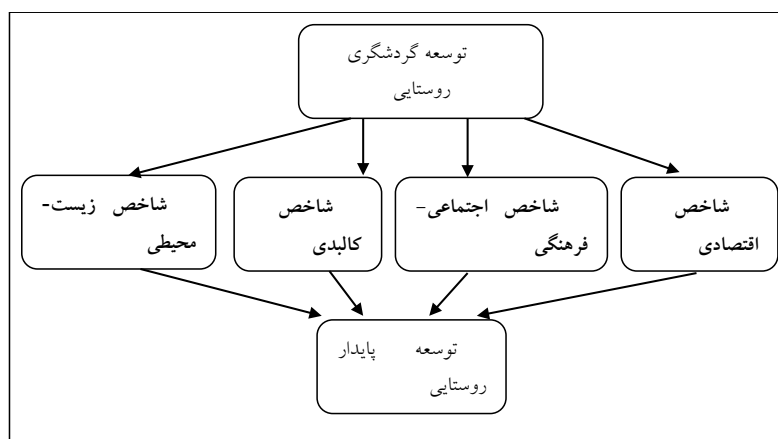 توسعه گردشگری
روستایی
شاخص
اقتصادی
شاخص اجتماعی–
فرهنگی
شاخص
کالبدی
شاخص زیست-
محیطی
توسعه پایدار
روستایی